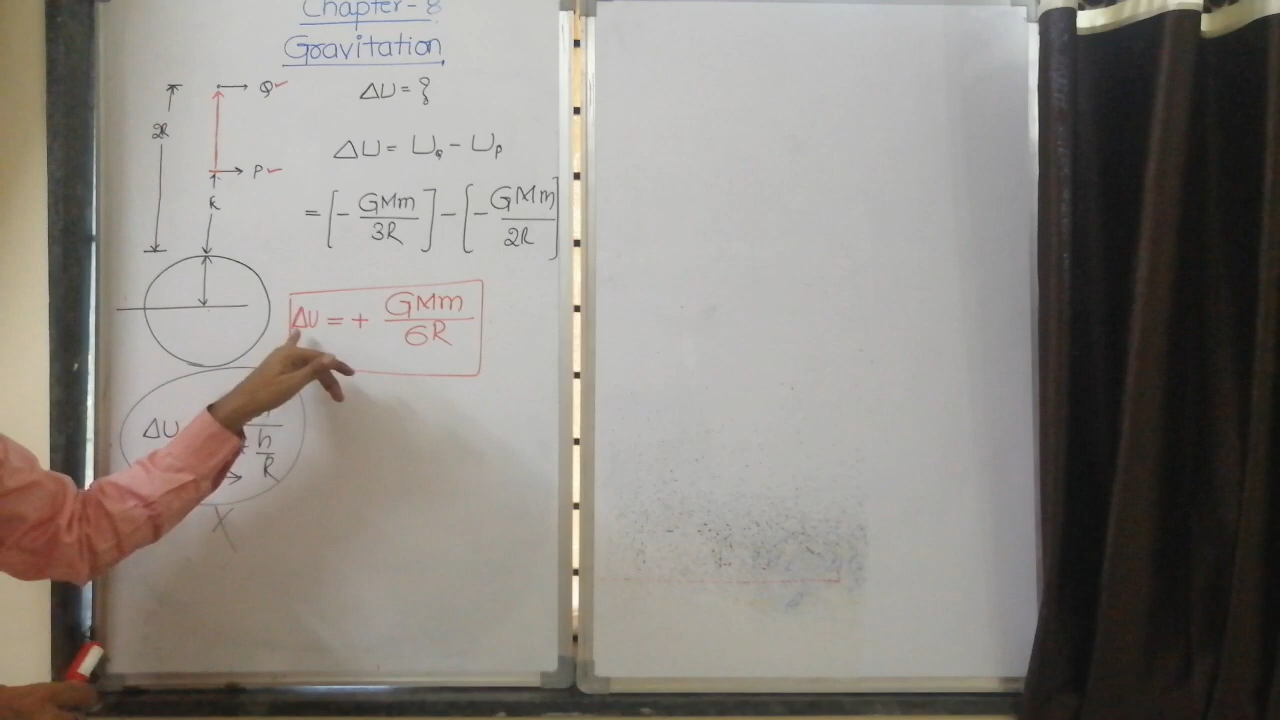 Chapter - 8
Gravitation
Q
ΔU = ?
2R
ΔU = U_Q - U_P
P
R
= [- GMm/3R] - [- GMm/2R]
ΔU = + GMm/6R
ΔU
h/R
X